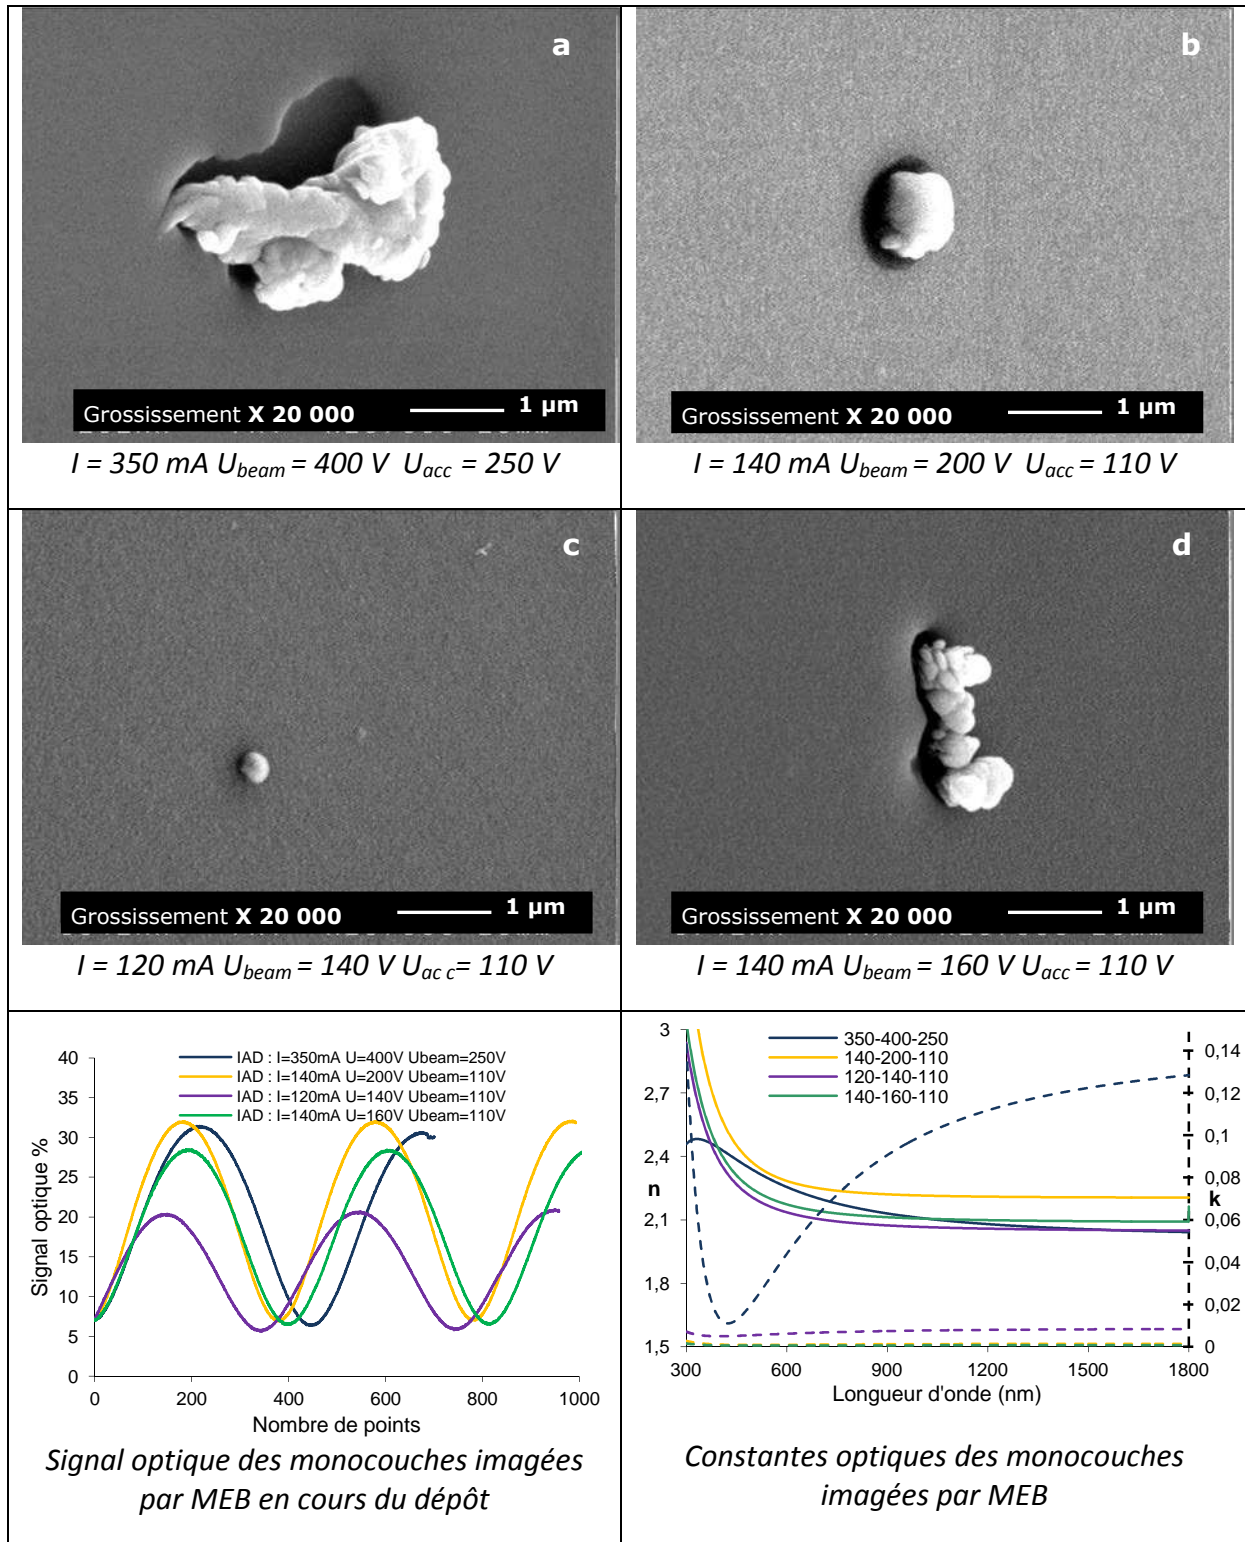 a
Grossissement X 20 000
1 µm
I = 350 mA Ubeam = 400 V Uacc = 250 V
b
Grossissement X 20 000
1 µm
I = 140 mA Ubeam = 200 V Uacc = 110 V
c
Grossissement X 20 000
1 µm
I = 120 mA Ubeam = 140 V Uac c= 110 V
d
Grossissement X 20 000
1 µm
I = 140 mA Ubeam = 160 V Uacc = 110 V
IAD : I=350mA U=400V Ubeam=250V
IAD : I=140mA U=200V Ubeam=110V
IAD : I=120mA U=140V Ubeam=110V
IAD : I=140mA U=160V Ubeam=110V
Signal optique %
40
35
30
25
20
15
10
5
0
0 200 400 600 800 1000
Nombre de points
Signal optique des monocouches imagées
par MEB en cours du dépôt
350-400-250
140-200-110
120-140-110
140-160-110
3
2,7
2,4
n
2,1
1,8
1,5
0,14
0,12
0,1
0,08
k
0,06
0,04
0,02
0
300 600 900 1200 1500 1800
Longueur d'onde (nm)
Constantes optiques des monocouches
imagées par MEB